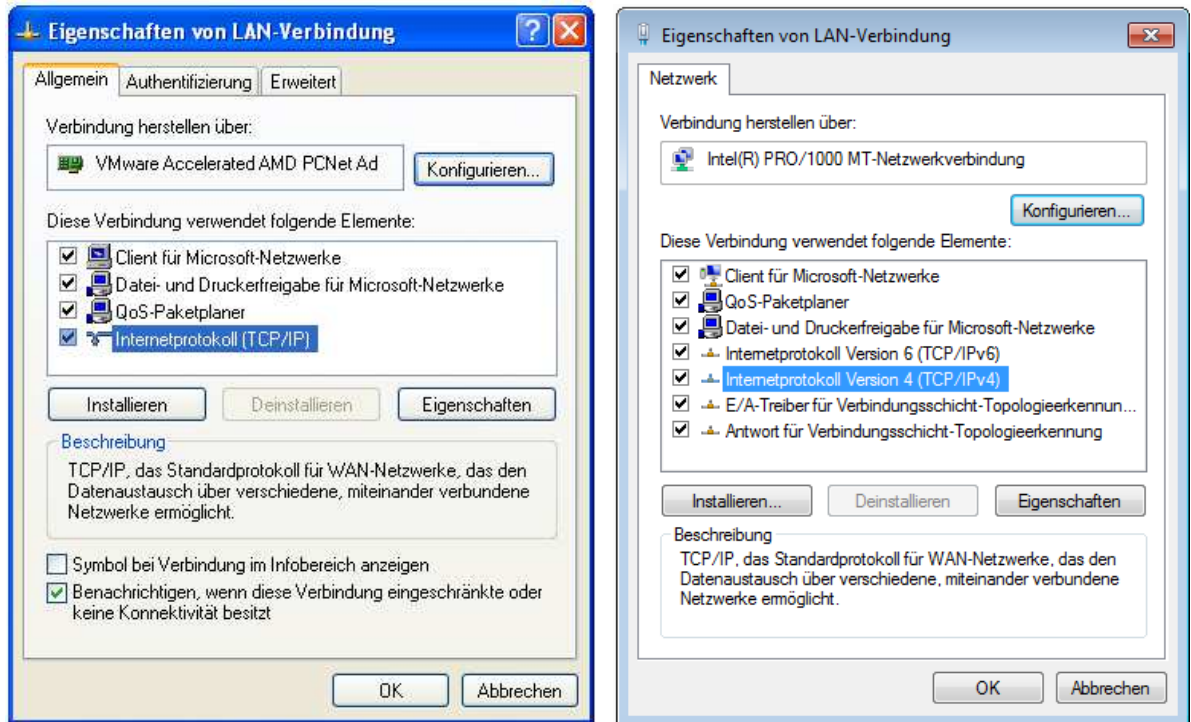 Eigenschaften von LAN-Verbindung
Allgemein
Authentifizierung
Erweitert
Verbindung herstellen über:
VMware Accelerated AMD PCNet Ad
Konfigurieren...
Diese Verbindung verwendet folgende Elemente:
Client für Microsoft-Netzwerke
Datei- und Druckerfreigabe für Microsoft-Netzwerke
QoS-Paketplaner
Internetprotokoll (TCP/IP)
Installieren
Deinstallieren
Eigenschaften
Beschreibung
TCP/IP, das Standardprotokoll für WAN-Netzwerke, das den
Datenaustausch über verschiedene, miteinander verbundene
Netzwerke ermöglicht.
Symbol bei Verbindung im Infobereich anzeigen
Benachrichtigen, wenn diese Verbindung eingeschränkte oder
keine Konnektivität besitzt
OK
Abbrechen
Eigenschaften von LAN-Verbindung
Netzwerk
Verbindung herstellen über:
Intel(R) PRO/1000 MT-Netzwerkverbindung
Konfigurieren...
Diese Verbindung verwendet folgende Elemente:
Client für Microsoft-Netzwerke
QoS-Paketplaner
Datei- und Druckerfreigabe für Microsoft-Netzwerke
Internetprotokoll Version 6 (TCP/IPv6)
Internetprotokoll Version 4 (TCP/IPv4)
E/A-Treiber für Verbindungsschicht-Topologieerkennun...
Antwort für Verbindungsschicht-Topologieerkennung
Installieren...
Deinstallieren
Eigenschaften
Beschreibung
TCP/IP, das Standardprotokoll für WAN-Netzwerke, das den
Datenaustausch über verschiedene, miteinander verbundene
Netzwerke ermöglicht.
OK
Abbrechen